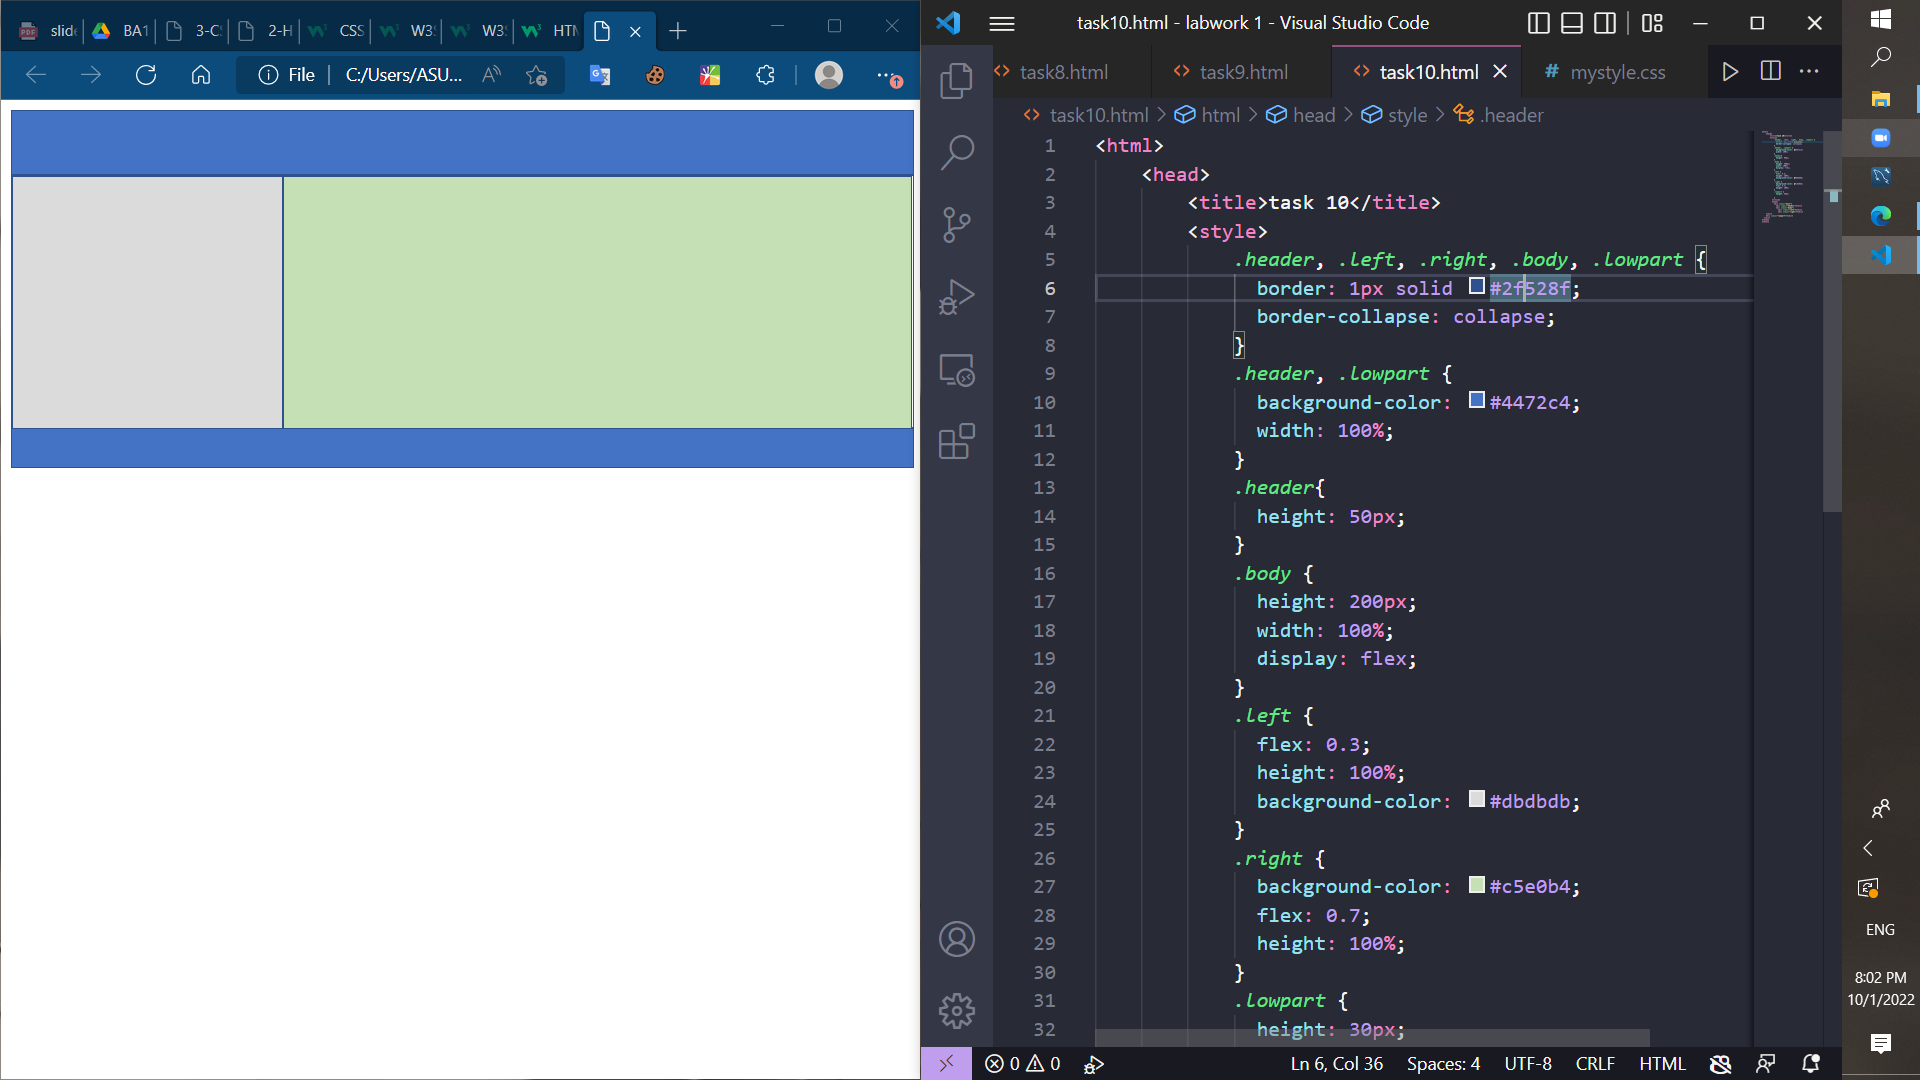 slide BA1 3-C 2-H CSS W3 W3 HTM
File C:/Users/ASU...
task10.html - labwork 1 - Visual Studio Code
task8.html task9.html task10.html # mystyle.css
task10.html > html > head > style > .header
1 <html>
2 <head>
3 <title>task 10</title>
4 <style>
5 .header, .left, .right, .body, .lowpart {
6 border: 1px solid #2f528f;
7 border-collapse: collapse;
8 }
9 .header, .lowpart {
10 background-color: #4472c4;
11 width: 100%;
12 }
13 .header{
14 height: 50px;
15 }
16 .body {
17 height: 200px;
18 width: 100%;
19 display: flex;
20 }
21 .left {
22 flex: 0.3;
23 height: 100%;
24 background-color: #dbdbdb;
25 }
26 .right {
27 background-color: #c5e0b4;
28 flex: 0.7;
29 height: 100%;
30 }
31 .lowpart {
32 height: 30px;
0 0 Ln 6, Col 36 Spaces: 4 UTF-8 CRLF HTML
ENG
8:02 PM
10/1/2022